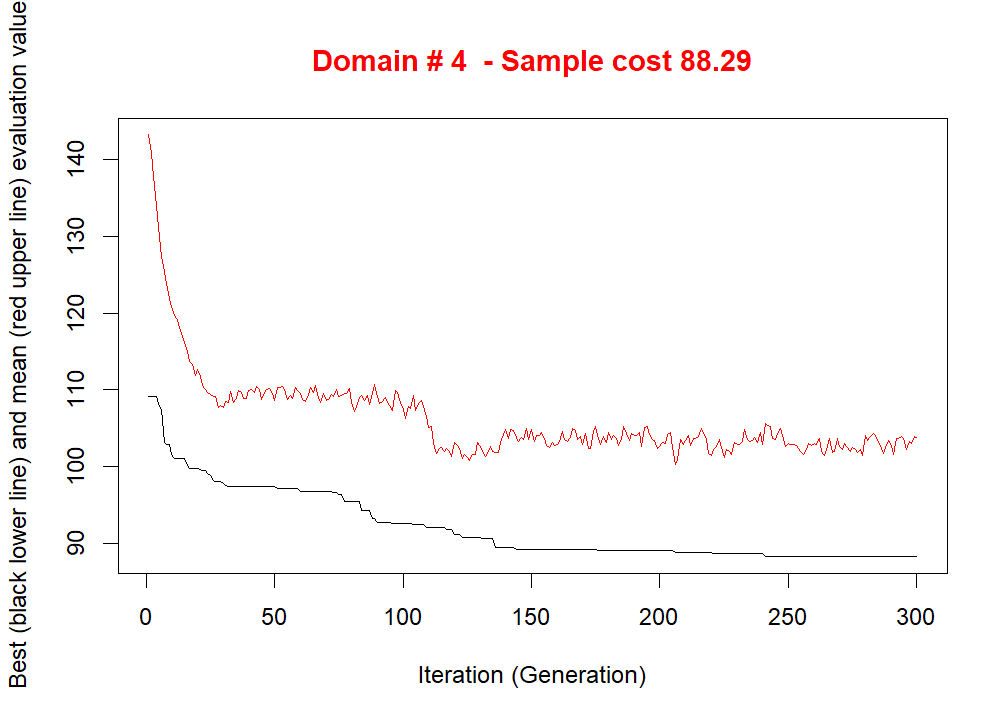 Domain # 4  - Sample cost 88.29
Best (black lower line) and mean (red upper line) evaluation value
140
130
120
110
100
90
0 50 100 150 200 250 300
Iteration (Generation)